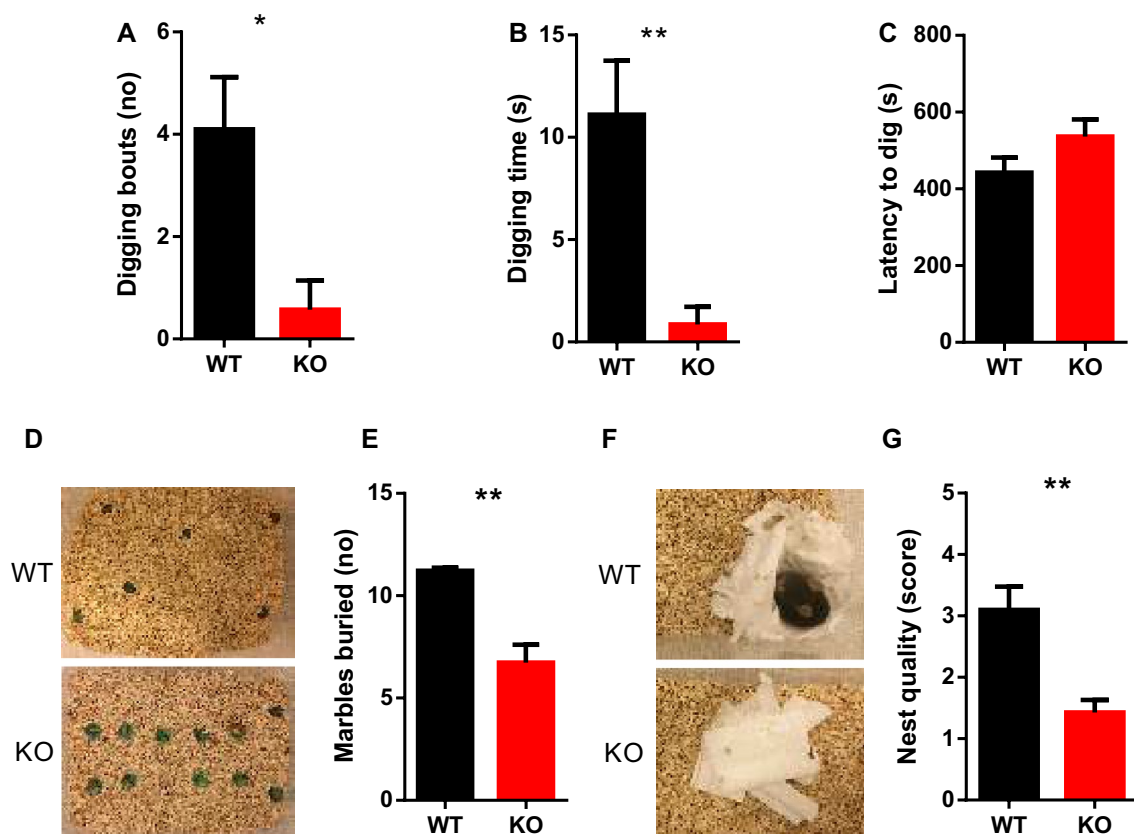 A
*
Digging bouts (no)
6
4
2
0
WT
KO
B
**
Digging time (s)
15
10
5
0
WT
KO
C
Latency to dig (s)
800
600
400
200
0
WT
KO
D
WT
KO
E
**
Marbles buried (no)
15
10
5
0
WT
KO
F
WT
KO
G
**
Nest quality (score)
5
4
3
2
1
0
WT
KO